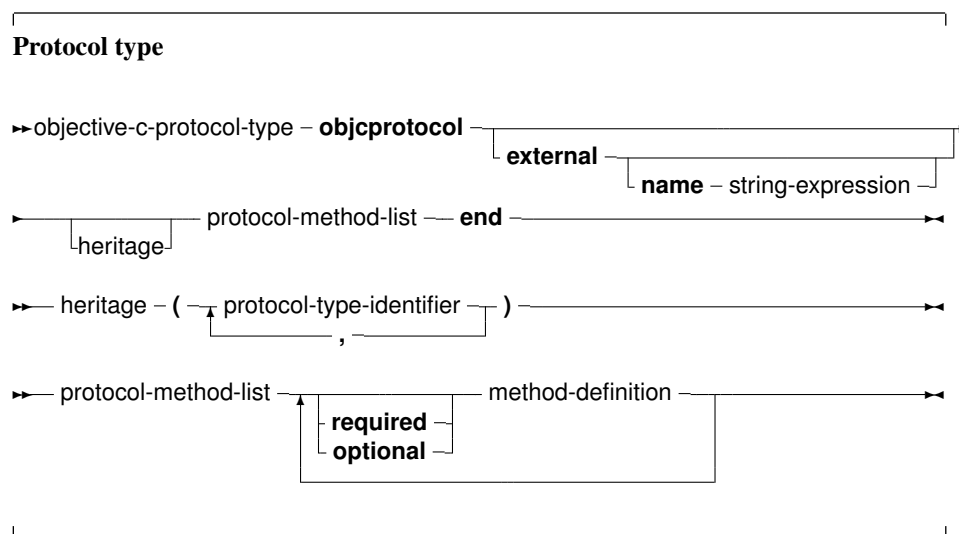 Protocol type
objective-c-protocol-type – objcprotocol
external
name – string-expression
protocol-method-list end
heritage
heritage – ( protocol-type-identifier )
,
protocol-method-list method-definition
required
optional